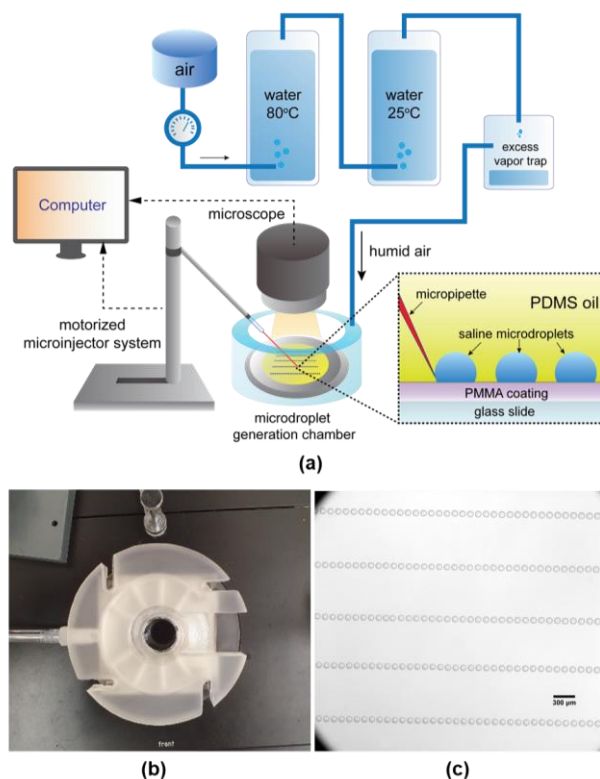 air
water
80°C
water
25°C
excess
vapor trap
Computer
microscope
humid air
motorized
microinjector system
microdroplet
generation chamber
micropipette
PDMS oil
saline microdroplets
PMMA coating
glass slide
(a)
front
300 µm
(b)
(c)